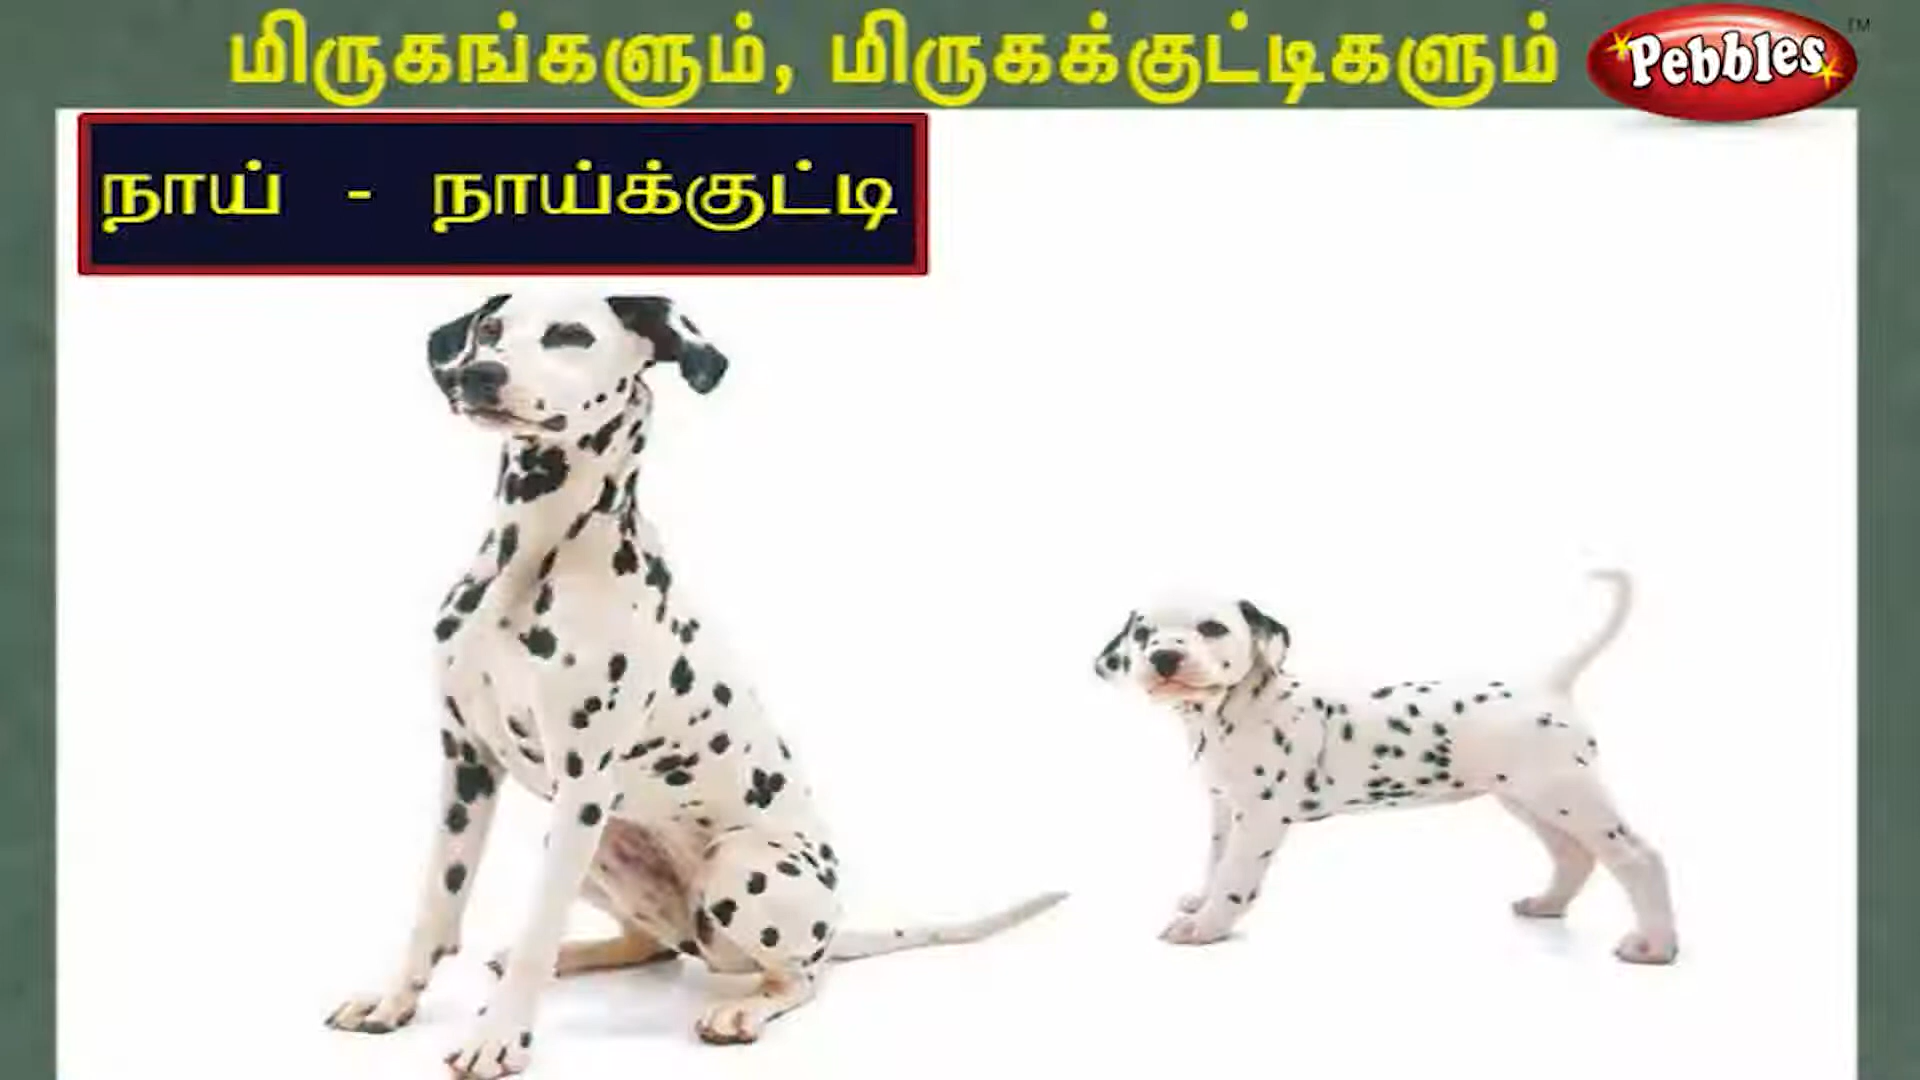 மிருகங்களும், மிருகக்குட்டிகளும்
Pebbles TM
நாய் - நாய்க்குட்டி